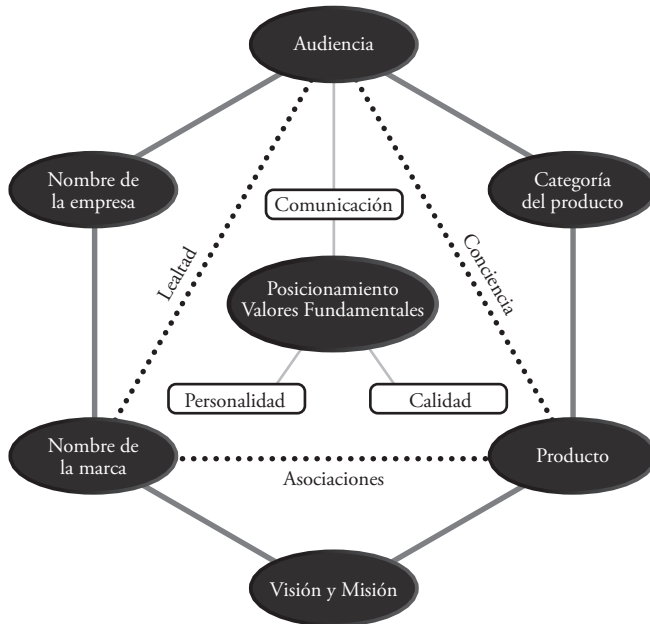 Audiencia
Nombre de
la empresa
Categoría
del producto
Comunicación
Lealtad
Conciencia
Posicionamiento
Valores Fundamentales
Personalidad
Calidad
Nombre de
la marca
Producto
Asociaciones
Visión y Misión